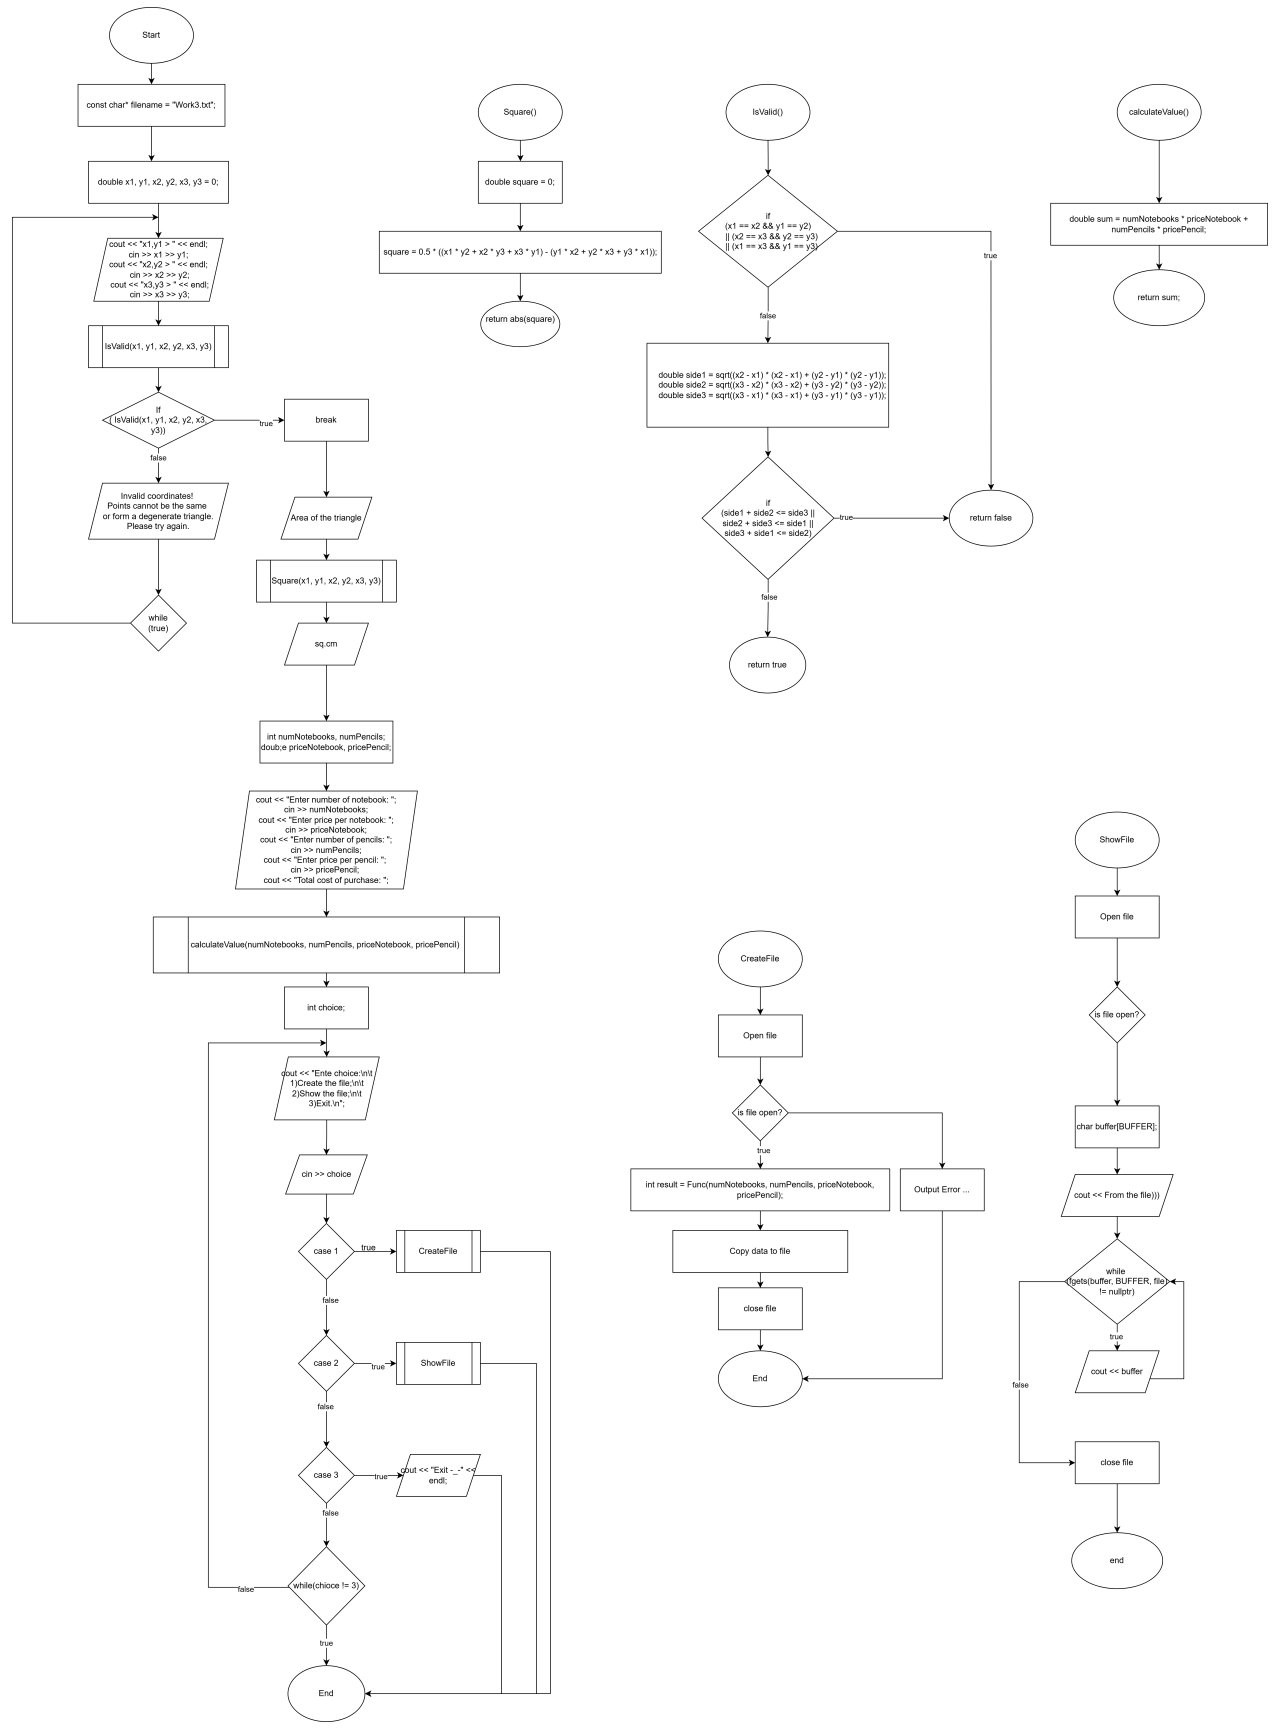 Start
const char* filename = "Work3.txt";
double x1, y1, x2, y2, x3, y3 = 0;
cout << "x1,y1 > " << endl;
cin >> x1 >> y1;
cout << "x2,y2 > " << endl;
cin >> x2 >> y2;
cout << "x3,y3 > " << endl;
cin >> x3 >> y3;
IsValid(x1, y1, x2, y2, x3, y3)
If
( IsValid(x1, y1, x2, y2, x3,
y3))
true
break
false
Invalid coordinates!
Points cannot be the same
or form a degenerate triangle.
Please try again.
while
(true)
Area of the triangle
Square(x1, y1, x2, y2, x3, y3)
sq.cm
int numNotebooks, numPencils;
doub;e priceNotebook, pricePencil;
cout << "Enter number of notebook: ";
cin >> numNotebooks;
cout << "Enter price per notebook: ";
cin >> priceNotebook;
cout << "Enter number of pencils: ";
cin >> numPencils;
cout << "Enter price per pencil: ";
cin >> pricePencil;
cout << "Total cost of purchase: ";
calculateValue(numNotebooks, numPencils, priceNotebook, pricePencil)
int choice;
cout << "Ente choice:\n\t
1)Create the file;\n\t
2)Show the file;\n\t
3)Exit.\n";
cin >> choice
case 1
true
CreateFile
false
case 2
true
ShowFile
false
case 3
true
cout << "Exit -_-" <<
endl;
false
while(chioce != 3)
false
true
End
Square()
double square = 0;
square = 0.5 * ((x1 * y2 + x2 * y3 + x3 * y1) - (y1 * x2 + y2 * x3 + y3 * x1));
return abs(square)
IsValid()
if
(x1 == x2 && y1 == y2)
|| (x2 == x3 && y2 == y3)
|| (x1 == x3 && y1 == y3)
true
false
double side1 = sqrt((x2 - x1) * (x2 - x1) + (y2 - y1) * (y2 - y1));
double side2 = sqrt((x3 - x2) * (x3 - x2) + (y3 - y2) * (y3 - y2));
double side3 = sqrt((x3 - x1) * (x3 - x1) + (y3 - y1) * (y3 - y1));
if
(side1 + side2 <= side3 ||
side2 + side3 <= side1 ||
side3 + side1 <= side2)
true
return false
false
return true
calculateValue()
double sum = numNotebooks * priceNotebook +
numPencils * pricePencil;
return sum;
CreateFile
Open file
is file open?
true
int result = Func(numNotebooks, numPencils, priceNotebook,
pricePencil);
Output Error ...
Copy data to file
close file
End
ShowFile
Open file
is file open?
char buffer[BUFFER];
cout << From the file)))
while
(fgets(buffer, BUFFER, file)
!= nullptr)
true
cout << buffer
false
close file
end